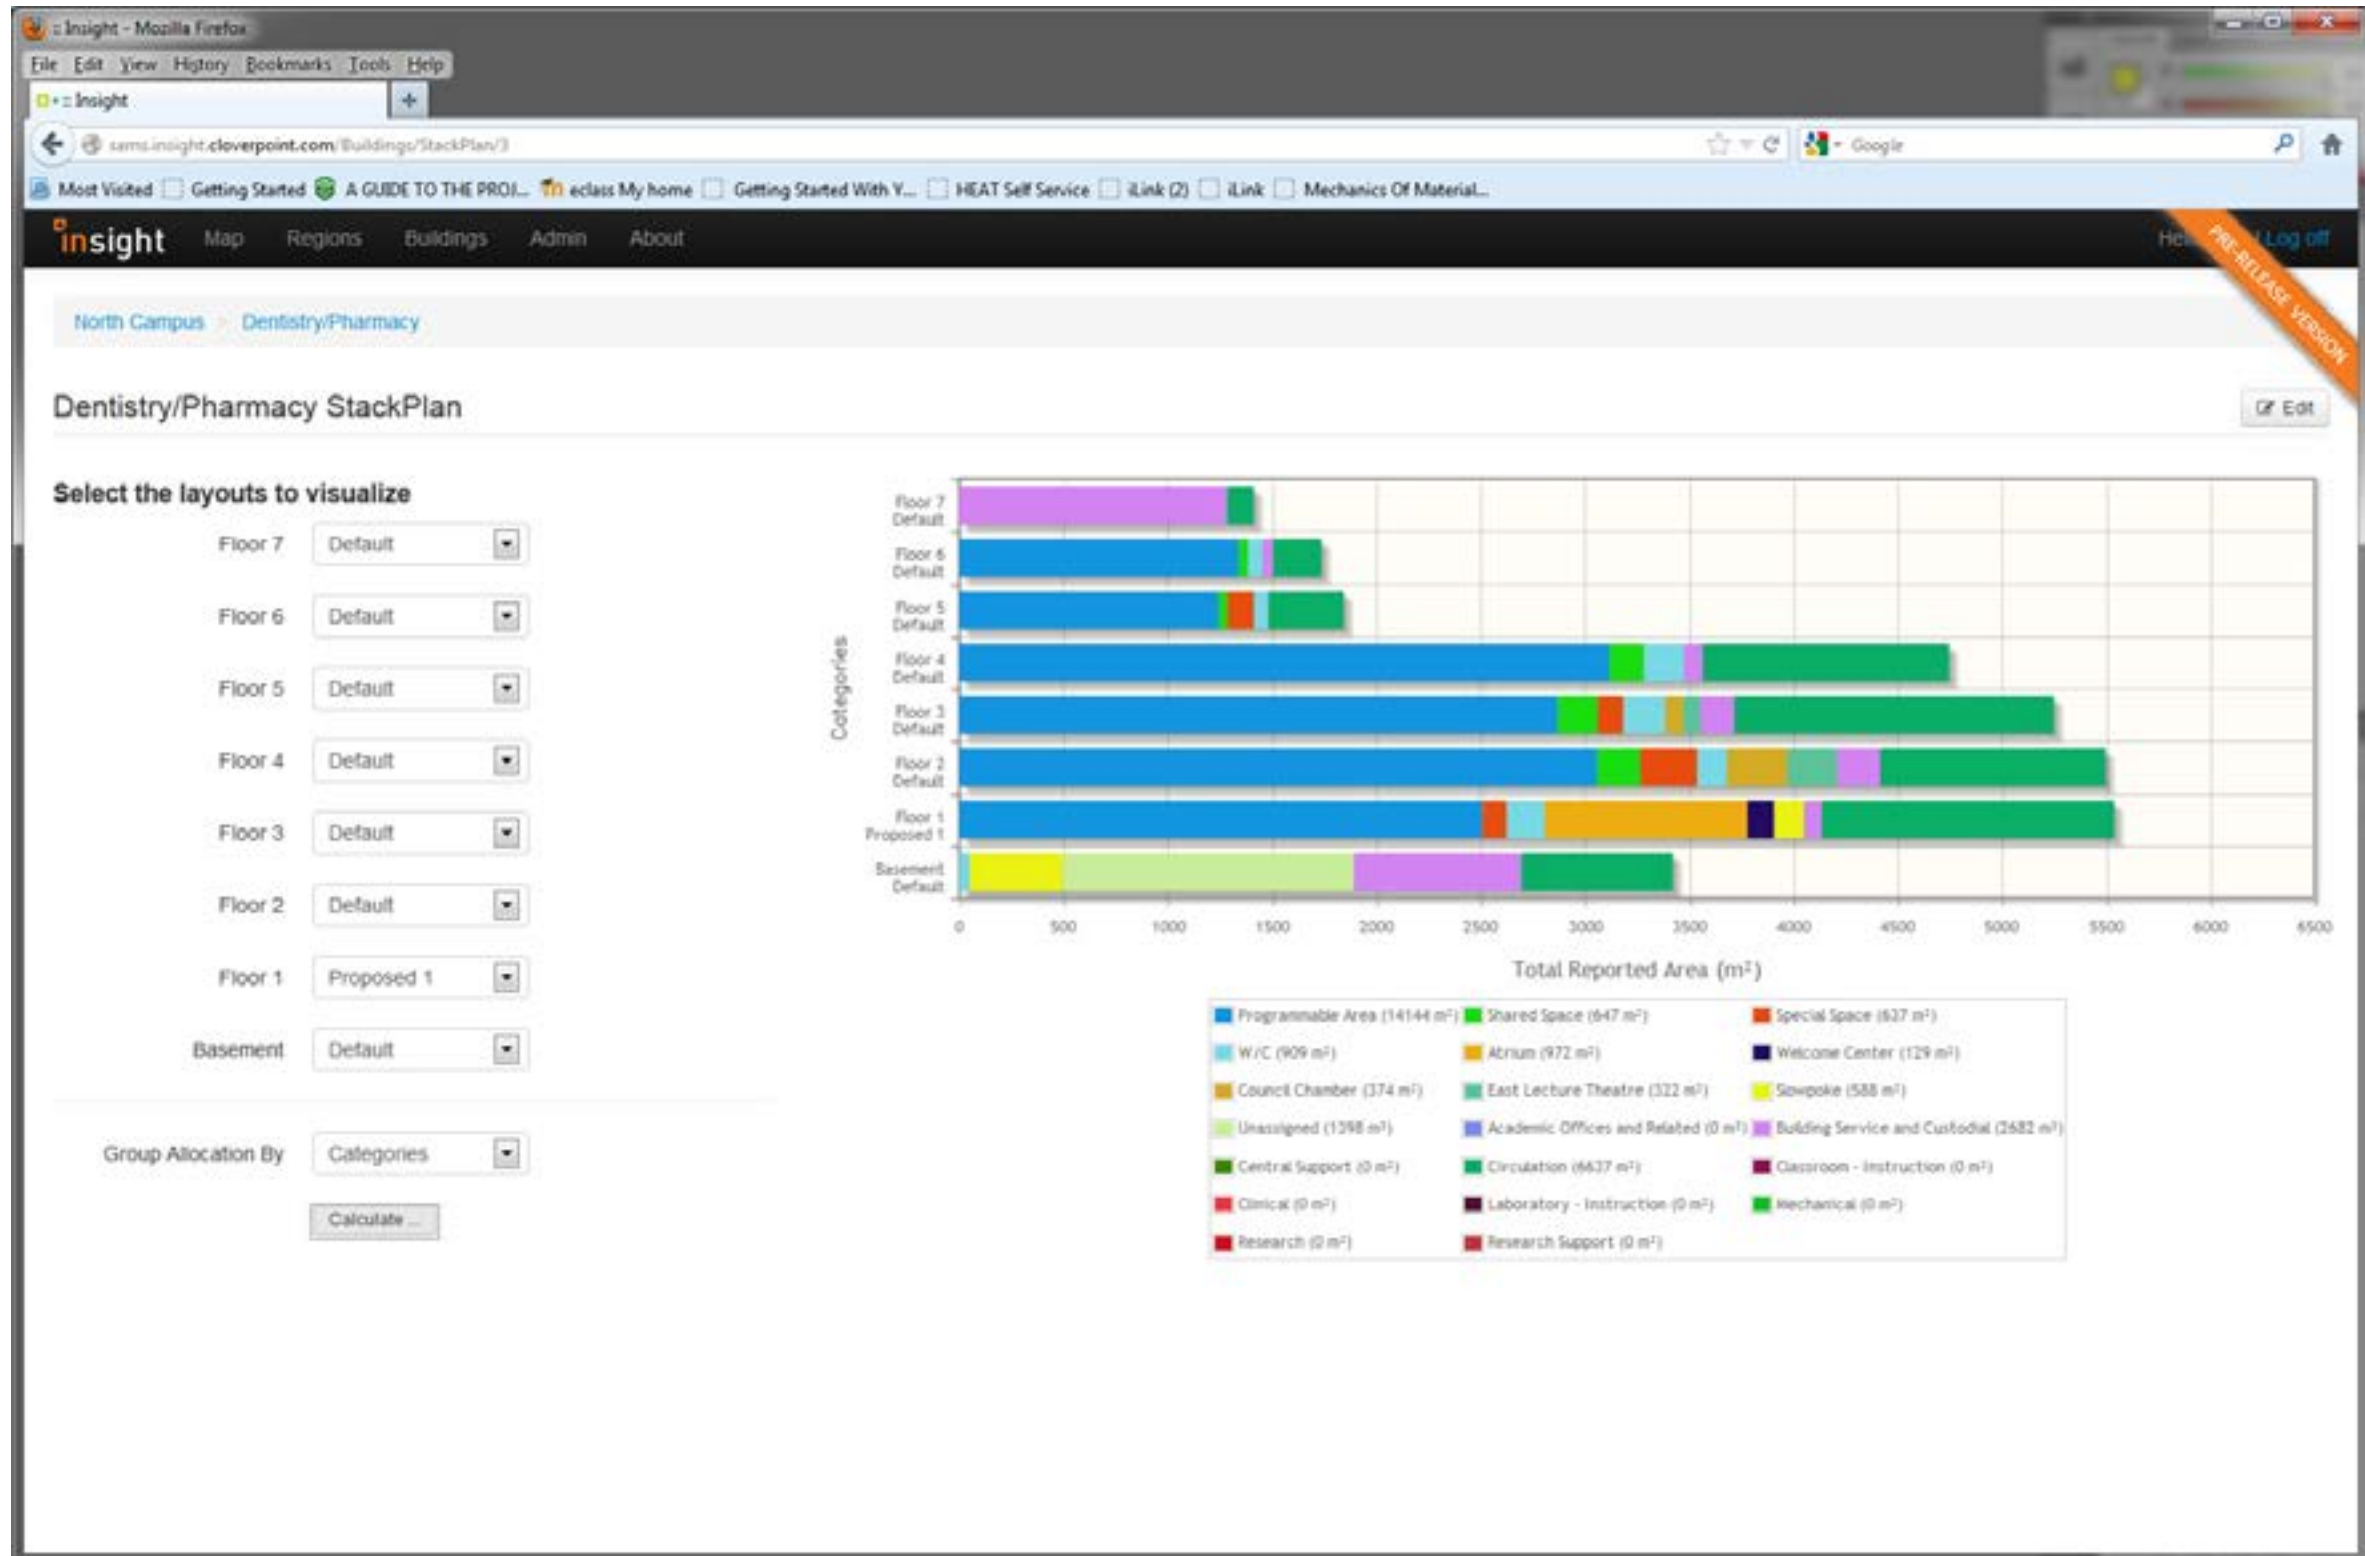 :: Insight - Mozilla Firefox
File Edit View History Bookmarks Tools Help
:: Insight
sams.insight.cloverpoint.com/Buildings/StackPlan/3
Google
Most Visited Getting Started A GUIDE TO THE PROJ... eclass My home Getting Started With Y... HEAT Self Service iLink (2) iLink Mechanics Of Material...
insight Map Regions Buildings Admin About Log off
PRE-RELEASE VERSION
North Campus > Dentistry/Pharmacy
Dentistry/Pharmacy StackPlan
Edit
Select the layouts to visualize
Floor 7 Default
Floor 6 Default
Floor 5 Default
Floor 4 Default
Floor 3 Default
Floor 2 Default
Floor 1 Proposed 1
Basement Default
Group Allocation By Categories
Calculate ...
Categories
Floor 7
Default
Floor 6
Default
Floor 5
Default
Floor 4
Default
Floor 3
Default
Floor 2
Default
Floor 1
Proposed 1
Basement
Default
0 500 1000 1500 2000 2500 3000 3500 4000 4500 5000 5500 6000 6500
Total Reported Area (m²)
Programmable Area (14144 m²) Shared Space (647 m²) Special Space (637 m²)
W/C (909 m²) Atrium (972 m²) Welcome Center (129 m²)
Council Chamber (374 m²) East Lecture Theatre (322 m²) Slowpoke (588 m²)
Unassigned (1398 m²) Academic Offices and Related (0 m²) Building Service and Custodial (2682 m²)
Central Support (0 m²) Circulation (6637 m²) Classroom - Instruction (0 m²)
Clinical (0 m²) Laboratory - Instruction (0 m²) Mechanical (0 m²)
Research (0 m²) Research Support (0 m²)